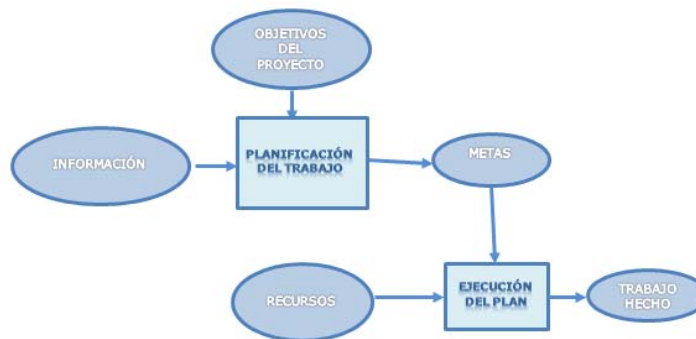 OBJETIVOS
DEL
PROYECTO
INFORMACIÓN
PLANIFICACIÓN
DEL TRABAJO
METAS
RECURSOS
EJECUCIÓN
DEL PLAN
TRABAJO
HECHO